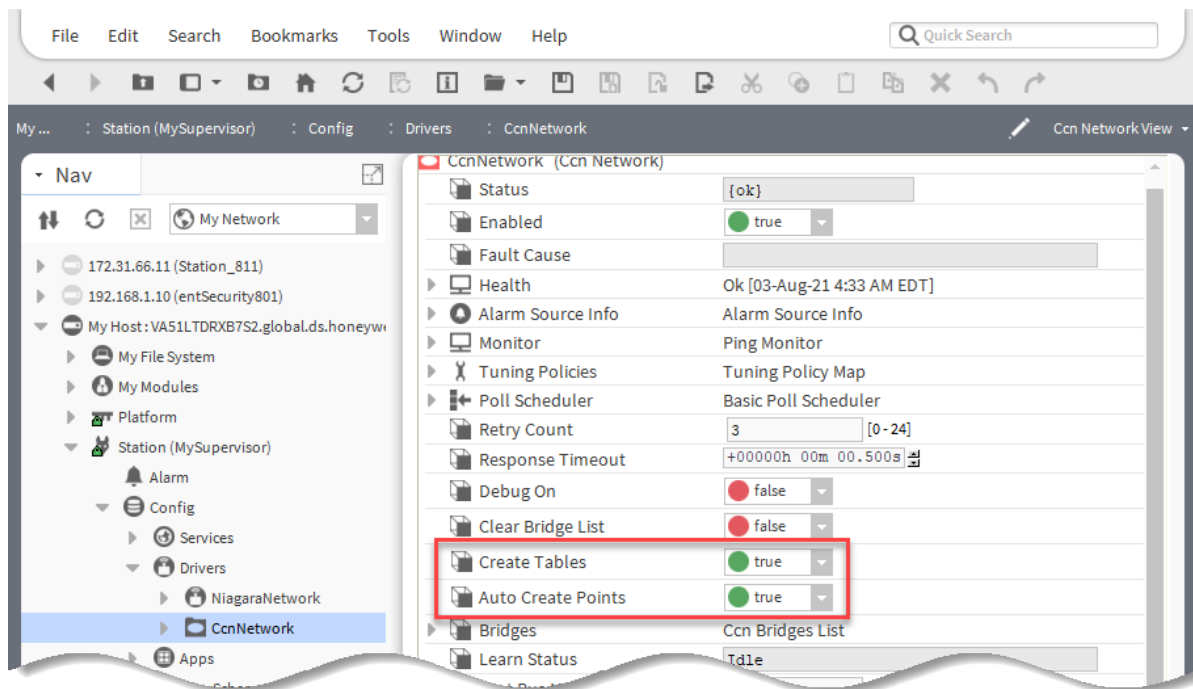 File Edit Search Bookmarks Tools Window Help Quick Search
My ... : Station (MySupervisor) : Config : Drivers : CcnNetwork Ccn Network View
Nav
My Network
172.31.66.11 (Station_811)
192.168.1.10 (entSecurity801)
My Host : VA51LTDRXB7S2.global.ds.honeyw
My File System
My Modules
Platform
Station (MySupervisor)
Alarm
Config
Services
Drivers
NiagaraNetwork
CcnNetwork
Apps
CcnNetwork (Ccn Network)
Status {ok}
Enabled true
Fault Cause
Health Ok [03-Aug-21 4:33 AM EDT]
Alarm Source Info Alarm Source Info
Monitor Ping Monitor
Tuning Policies Tuning Policy Map
Poll Scheduler Basic Poll Scheduler
Retry Count 3 [0-24]
Response Timeout +00000h 00m 00.500s
Debug On false
Clear Bridge List false
Create Tables true
Auto Create Points true
Bridges Ccn Bridges List
Learn Status Idle